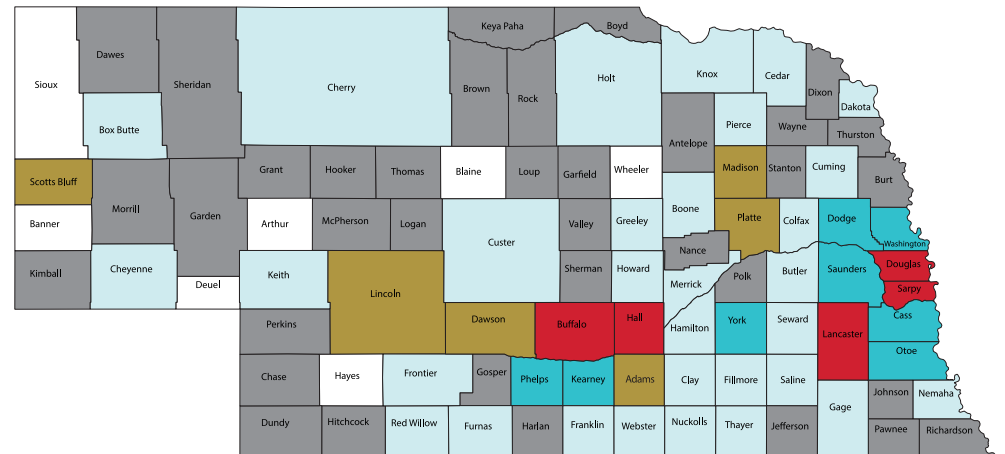 Keya Paha
Boyd
Dawes
Sheridan
Cherry
Brown
Rock
Holt
Knox
Cedar
Dixon
Dakota
Sioux
Box Butte
Antelope
Pierce
Wayne
Thurston
Scotts Bluff
Morrill
Garden
Grant
Hooker
Thomas
Blaine
Loup
Garfield
Wheeler
Madison
Stanton
Cuming
Burt
Banner
Arthur
McPherson
Logan
Custer
Valley
Greeley
Boone
Platte
Colfax
Dodge
Washington
Kimball
Cheyenne
Deuel
Keith
Lincoln
Sherman
Howard
Nance
Merrick
Polk
Butler
Saunders
Douglas
Sarpy
Perkins
Dawson
Buffalo
Hall
Hamilton
York
Seward
Lancaster
Cass
Otoe
Chase
Hayes
Frontier
Gosper
Phelps
Kearney
Adams
Clay
Fillmore
Saline
Gage
Johnson
Nemaha
Dundy
Hitchcock
Red Willow
Furnas
Harlan
Franklin
Webster
Nuckolls
Thayer
Jefferson
Pawnee
Richardson